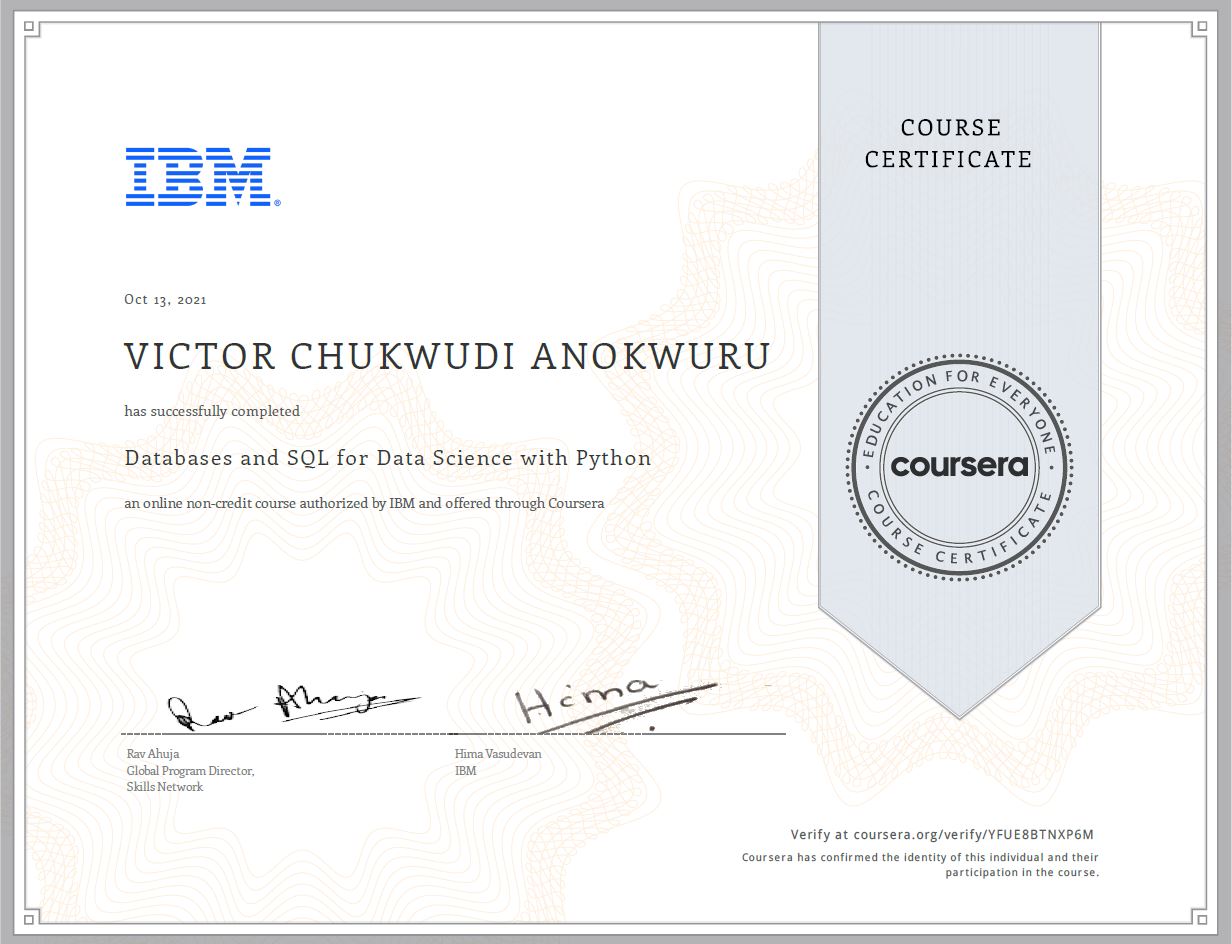 COURSE
CERTIFICATE
IBM®
Oct 13, 2021
VICTOR CHUKWUDI ANOKWURU
has successfully completed
Databases and SQL for Data Science with Python
an online non-credit course authorized by IBM and offered through Coursera
EDUCATION FOR EVERYONE
coursera
COURSE CERTIFICATE
Rav Ahuja
Hima
Rav Ahuja
Global Program Director,
Skills Network
Hima Vasudevan
IBM
Verify at coursera.org/verify/YFUE8BTNXP6M
Coursera has confirmed the identity of this individual and their
participation in the course.